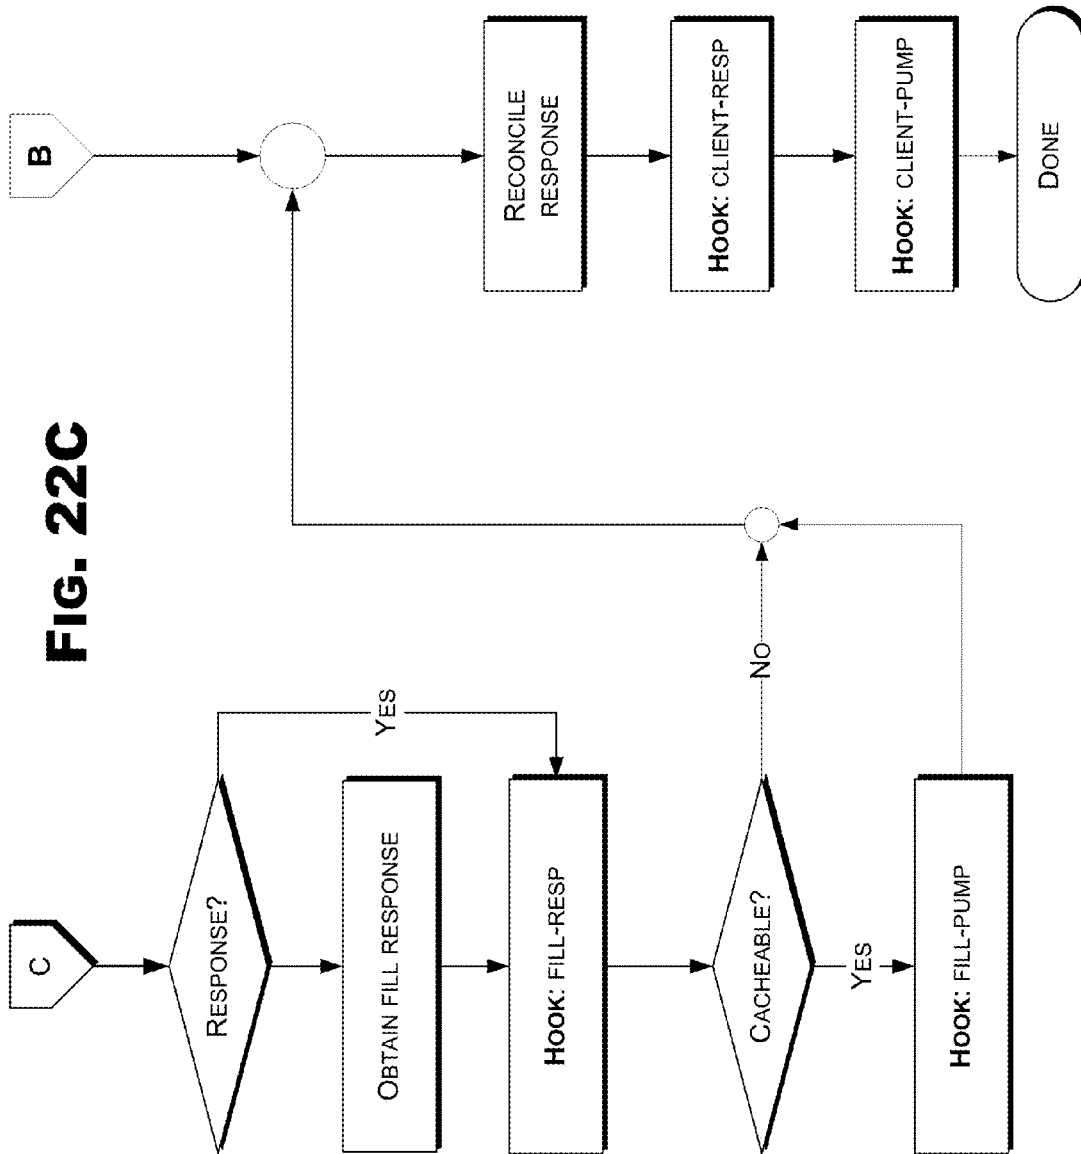 FIG. 22C
C
RESPONSE?
YES
OBTAIN FILL RESPONSE
HOOK: FILL-RESP
CACHEABLE?
NO
YES
HOOK: FILL-PUMP
B
RECONCILE
RESPONSE
HOOK: CLIENT-RESP
HOOK: CLIENT-PUMP
DONE